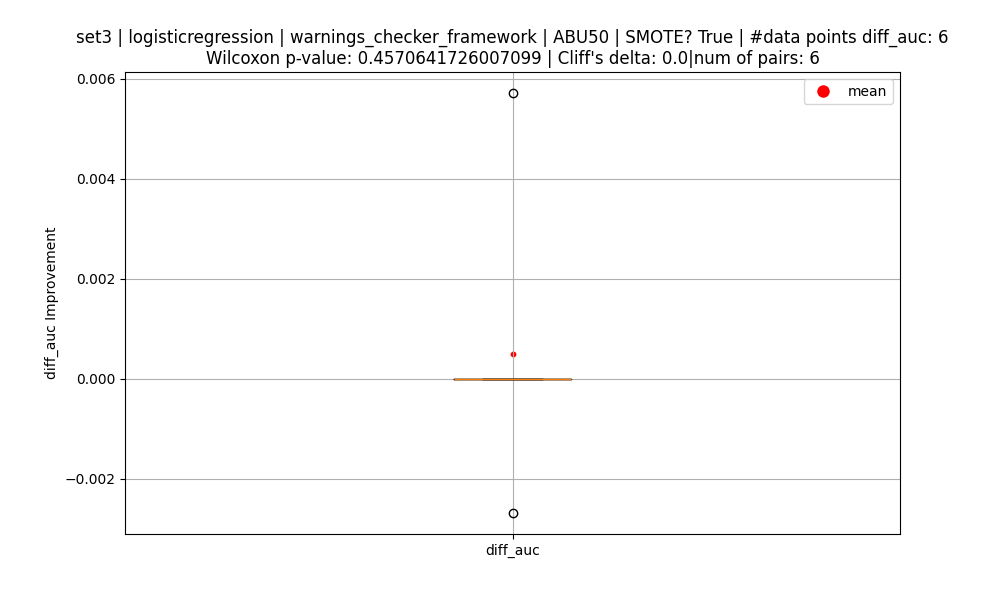 set3 | logisticregression | warnings_checker_framework | ABU50 | SMOTE? True | #data points diff_auc: 6
Wilcoxon p-value: 0.4570641726007099 | Cliff's delta: 0.0|num of pairs: 6
mean
0.006
0.004
0.002
0.000
−0.002
diff_auc Improvement
diff_auc